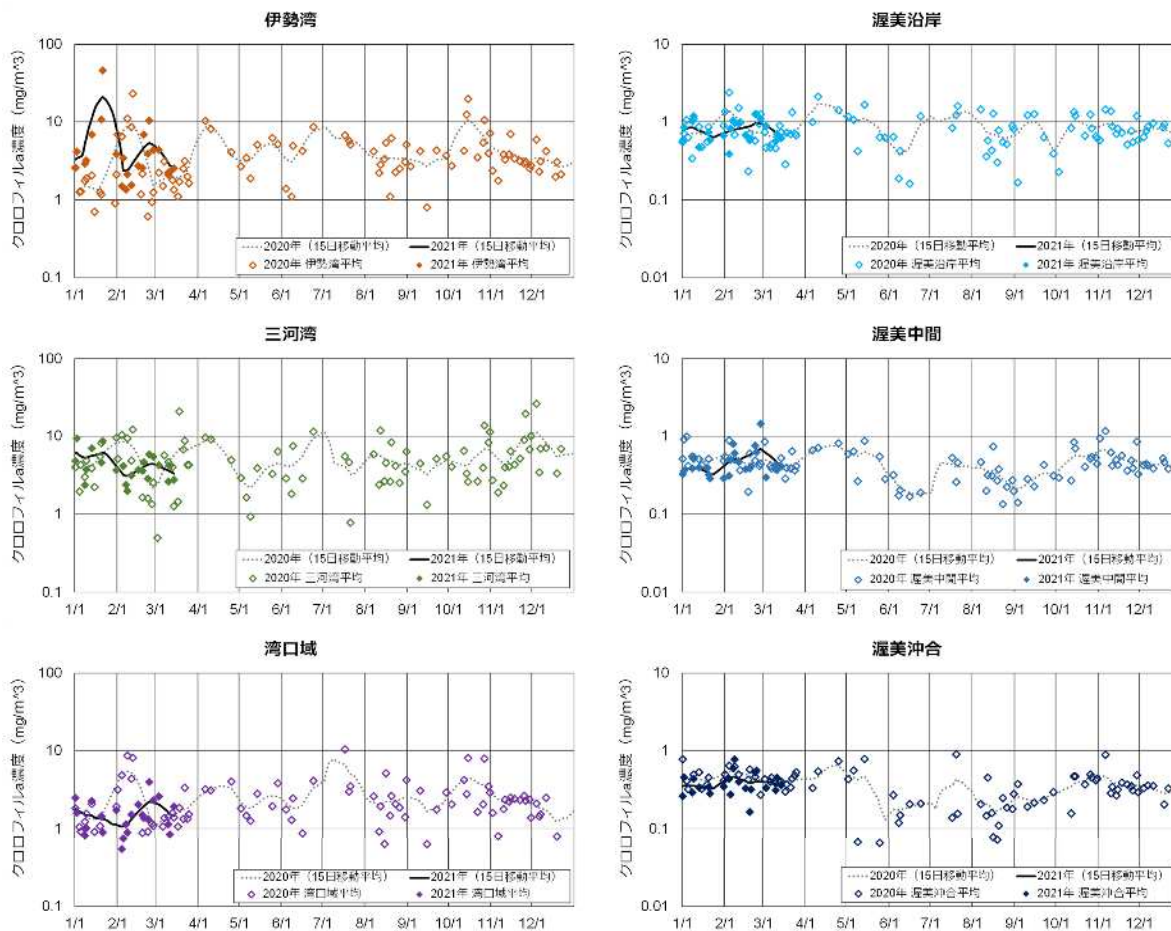 伊勢湾
クロロフィルa濃度（mg/m^3）
100
10
1
0.1
1/1 2/1 3/1 4/1 5/1 6/1 7/1 8/1 9/1 10/1 11/1 12/1
2020年（15日移動平均） 2021年（15日移動平均）
2020年 伊勢湾平均 2021年 伊勢湾平均
渥美沿岸
クロロフィルa濃度（mg/m^3）
10
1
0.1
0.01
1/1 2/1 3/1 4/1 5/1 6/1 7/1 8/1 9/1 10/1 11/1 12/1
2020年（15日移動平均） 2021年（15日移動平均）
2020年 渥美沿岸平均 2021年 渥美沿岸平均
三河湾
クロロフィルa濃度（mg/m^3）
100
10
1
0.1
1/1 2/1 3/1 4/1 5/1 6/1 7/1 8/1 9/1 10/1 11/1 12/1
2020年（15日移動平均） 2021年（15日移動平均）
2020年 三河湾平均 2021年 三河湾平均
渥美中間
クロロフィルa濃度（mg/m^3）
10
1
0.1
0.01
1/1 2/1 3/1 4/1 5/1 6/1 7/1 8/1 9/1 10/1 11/1 12/1
2020年（15日移動平均） 2021年（15日移動平均）
2020年 渥美中間平均 2021年 渥美中間平均
湾口域
クロロフィルa濃度（mg/m^3）
100
10
1
0.1
1/1 2/1 3/1 4/1 5/1 6/1 7/1 8/1 9/1 10/1 11/1 12/1
2020年（15日移動平均） 2021年（15日移動平均）
2020年 湾口域平均 2021年 湾口域平均
渥美沖合
クロロフィルa濃度（mg/m^3）
10
1
0.1
0.01
1/1 2/1 3/1 4/1 5/1 6/1 7/1 8/1 9/1 10/1 11/1 12/1
2020年（15日移動平均） 2021年（15日移動平均）
2020年 渥美沖合平均 2021年 渥美沖合平均